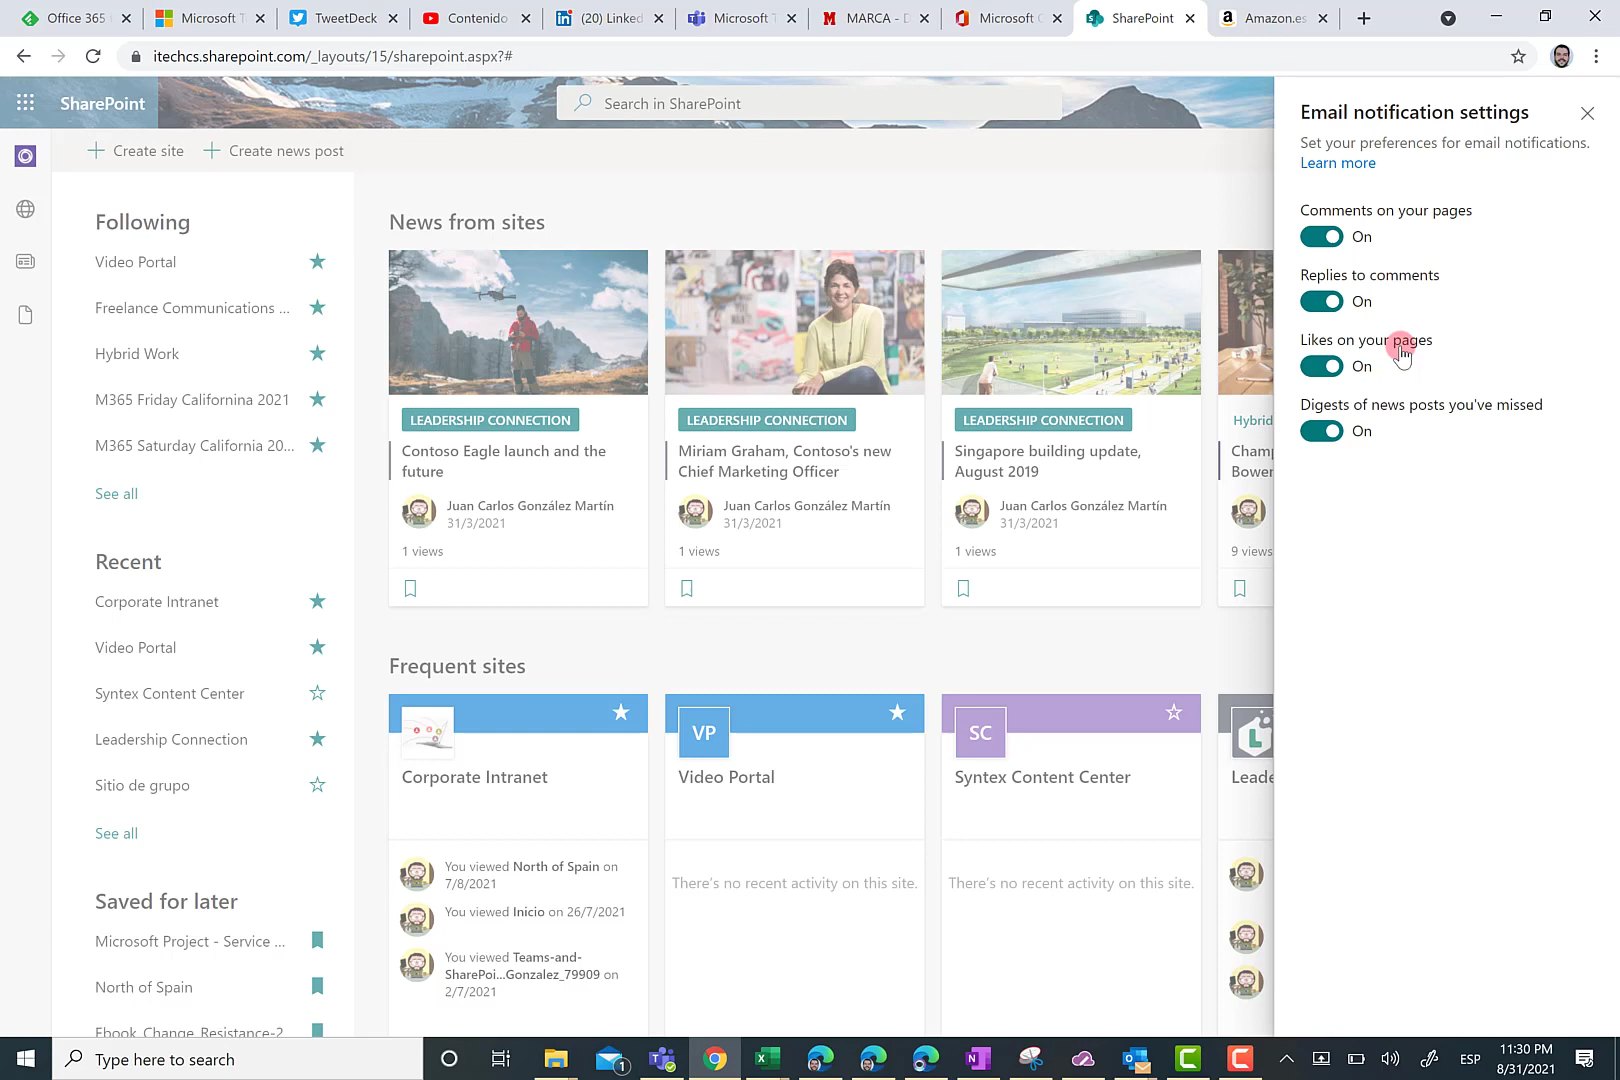 Office 365
Microsoft T
TweetDeck
Contenido
(20) Linked
Microsoft T
MARCA - D
Microsoft C
SharePoint
Amazon.es
itechcs.sharepoint.com/_layouts/15/sharepoint.aspx?#
SharePoint
Search in SharePoint
Create site
Create news post
Following
Video Portal
Freelance Communications ...
Hybrid Work
M365 Friday Californina 2021
M365 Saturday California 20...
See all
Recent
Corporate Intranet
Video Portal
Syntex Content Center
Leadership Connection
Sitio de grupo
See all
Saved for later
Microsoft Project - Service ...
North of Spain
Ebook_Change_Resistance-2
News from sites
LEADERSHIP CONNECTION
Contoso Eagle launch and the
future
Juan Carlos González Martín
31/3/2021
1 views
LEADERSHIP CONNECTION
Miriam Graham, Contoso's new
Chief Marketing Officer
Juan Carlos González Martín
31/3/2021
1 views
LEADERSHIP CONNECTION
Singapore building update,
August 2019
Juan Carlos González Martín
31/3/2021
1 views
Hybrid
Cham
Bower
9 views
Frequent sites
Corporate Intranet
You viewed North of Spain on
7/8/2021
You viewed Inicio on 26/7/2021
You viewed Teams-and-
SharePoi...Gonzalez_79909 on
2/7/2021
VP
Video Portal
There's no recent activity on this site.
SC
Syntex Content Center
There's no recent activity on this site.
L
Leade
Email notification settings
Set your preferences for email notifications.
Learn more
Comments on your pages
On
Replies to comments
On
Likes on your pages
On
Digests of news posts you've missed
On
Type here to search
1
ESP
11:30 PM
8/31/2021